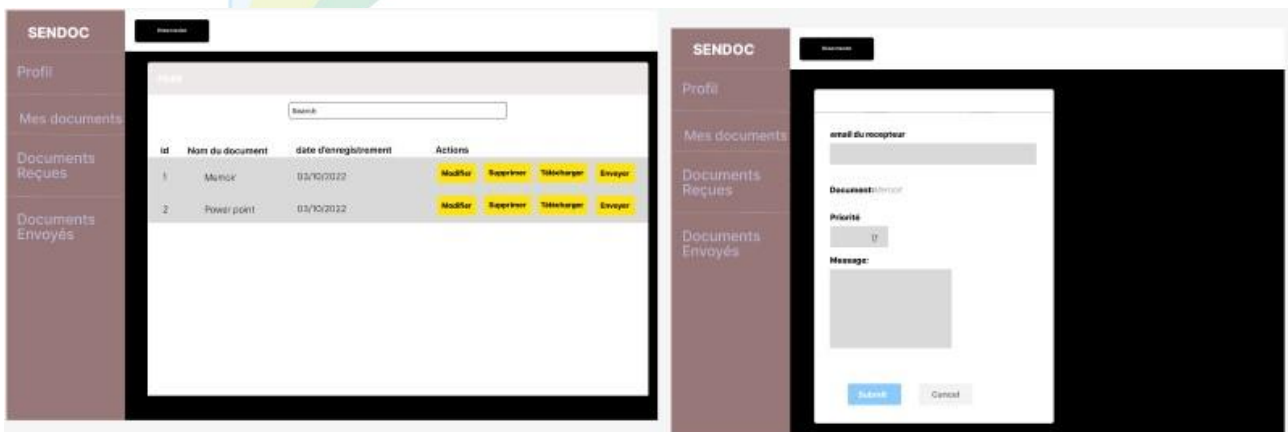 SENDOC
Profil
Mes documents
Documents
Reçues
Documents
Envoyés
Search
id Nom du document date d'enregistrement Actions
1 Memoir 03/10/2022 Modifier Supprimer Télécharger Envoyer
2 Power point 03/10/2022 Modifier Supprimer Télécharger Envoyer
SENDOC
Profil
Mes documents
Documents
Reçues
Documents
Envoyés
email du recepteur
Document:Memoir
Priorité
Message:
Submit Cancel